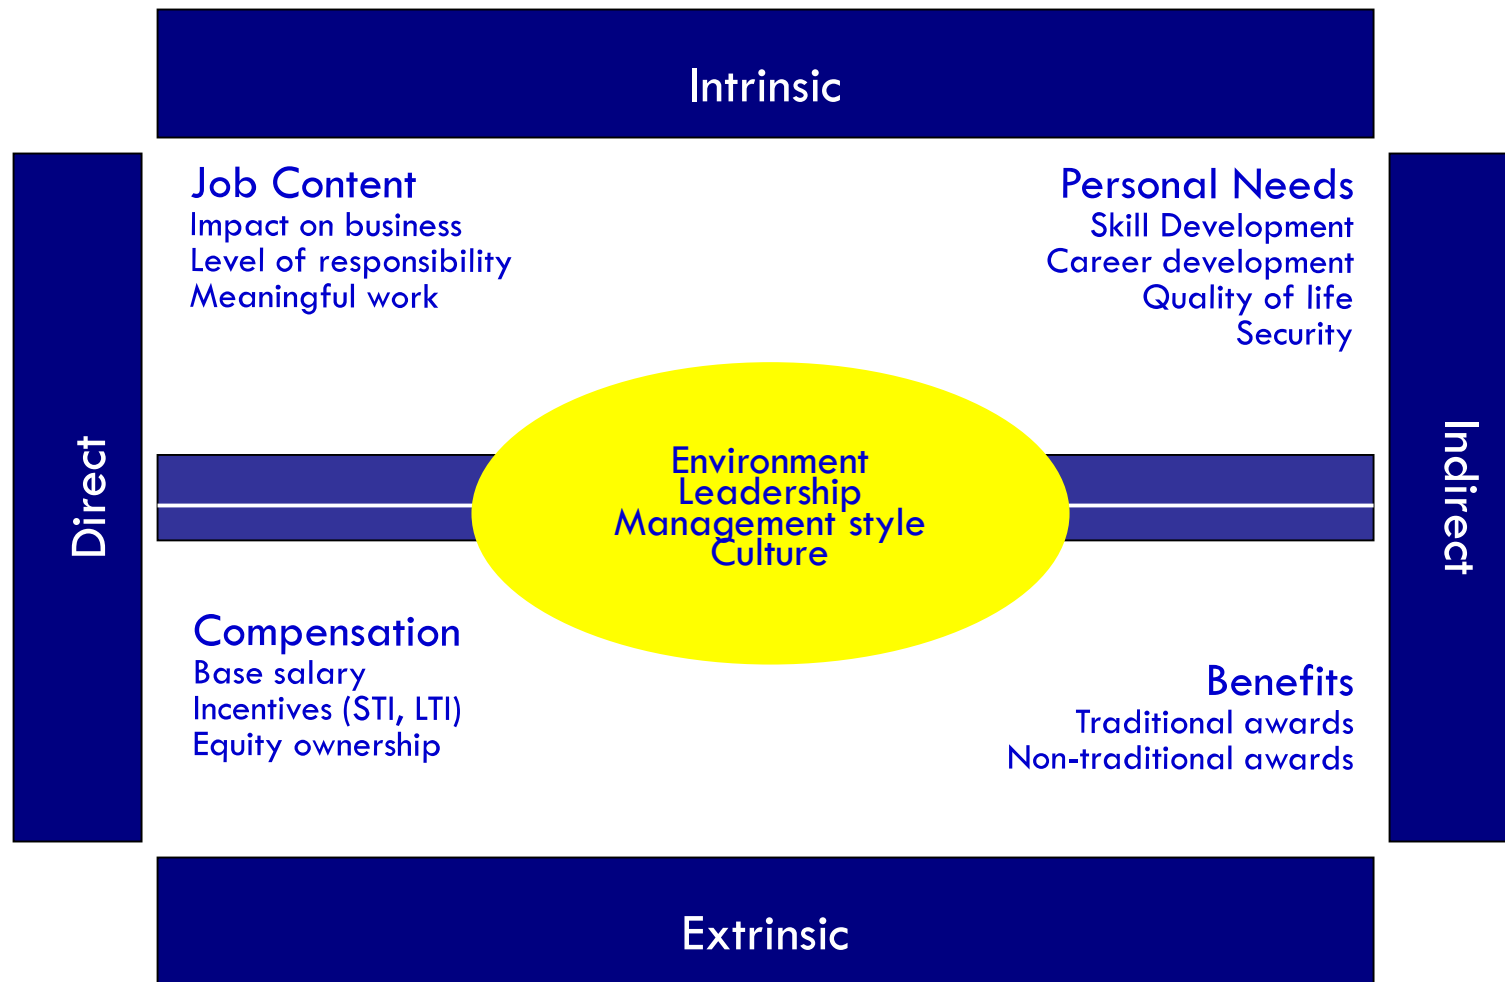 Intrinsic
Direct
Job Content
Impact on business
Level of responsibility
Meaningful work
Personal Needs
Skill Development
Career development
Quality of life
Security
Indirect
Environment
Leadership
Management style
Culture
Compensation
Base salary
Incentives (STI, LTI)
Equity ownership
Benefits
Traditional awards
Non-traditional awards
Extrinsic